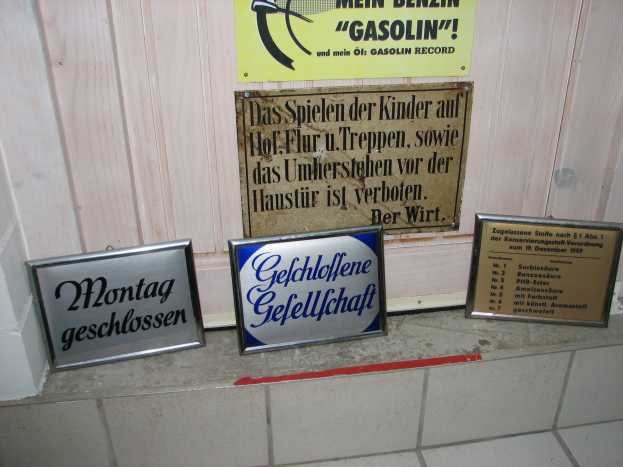 MEIN BENZIN
"GASOLIN"!
und mein Öl: GASOLIN RECORD
Das Spielen der Kinder auf
Hof, Flur u. Treppen, sowie
das Umherstehen vor der
Haustür ist verboten.
Der Wirt.
Montag
geschlossen
Geschlossene
Gesellschaft
Zugelassene Stoffe nach § 1 Abs. 1
der Konservierungsstoff-Verordnung
vom 19. Dezember 1959
Nr. 1 Sorbinsäure
Nr. 2 Benzoesäure
Nr. 3 PHB-Ester
Nr. 4 Ameisensäure
Nr. 5 mit Farbstoff
Nr. 6 mit künstl. Aromastoff
Nr. 7 geschwefelt